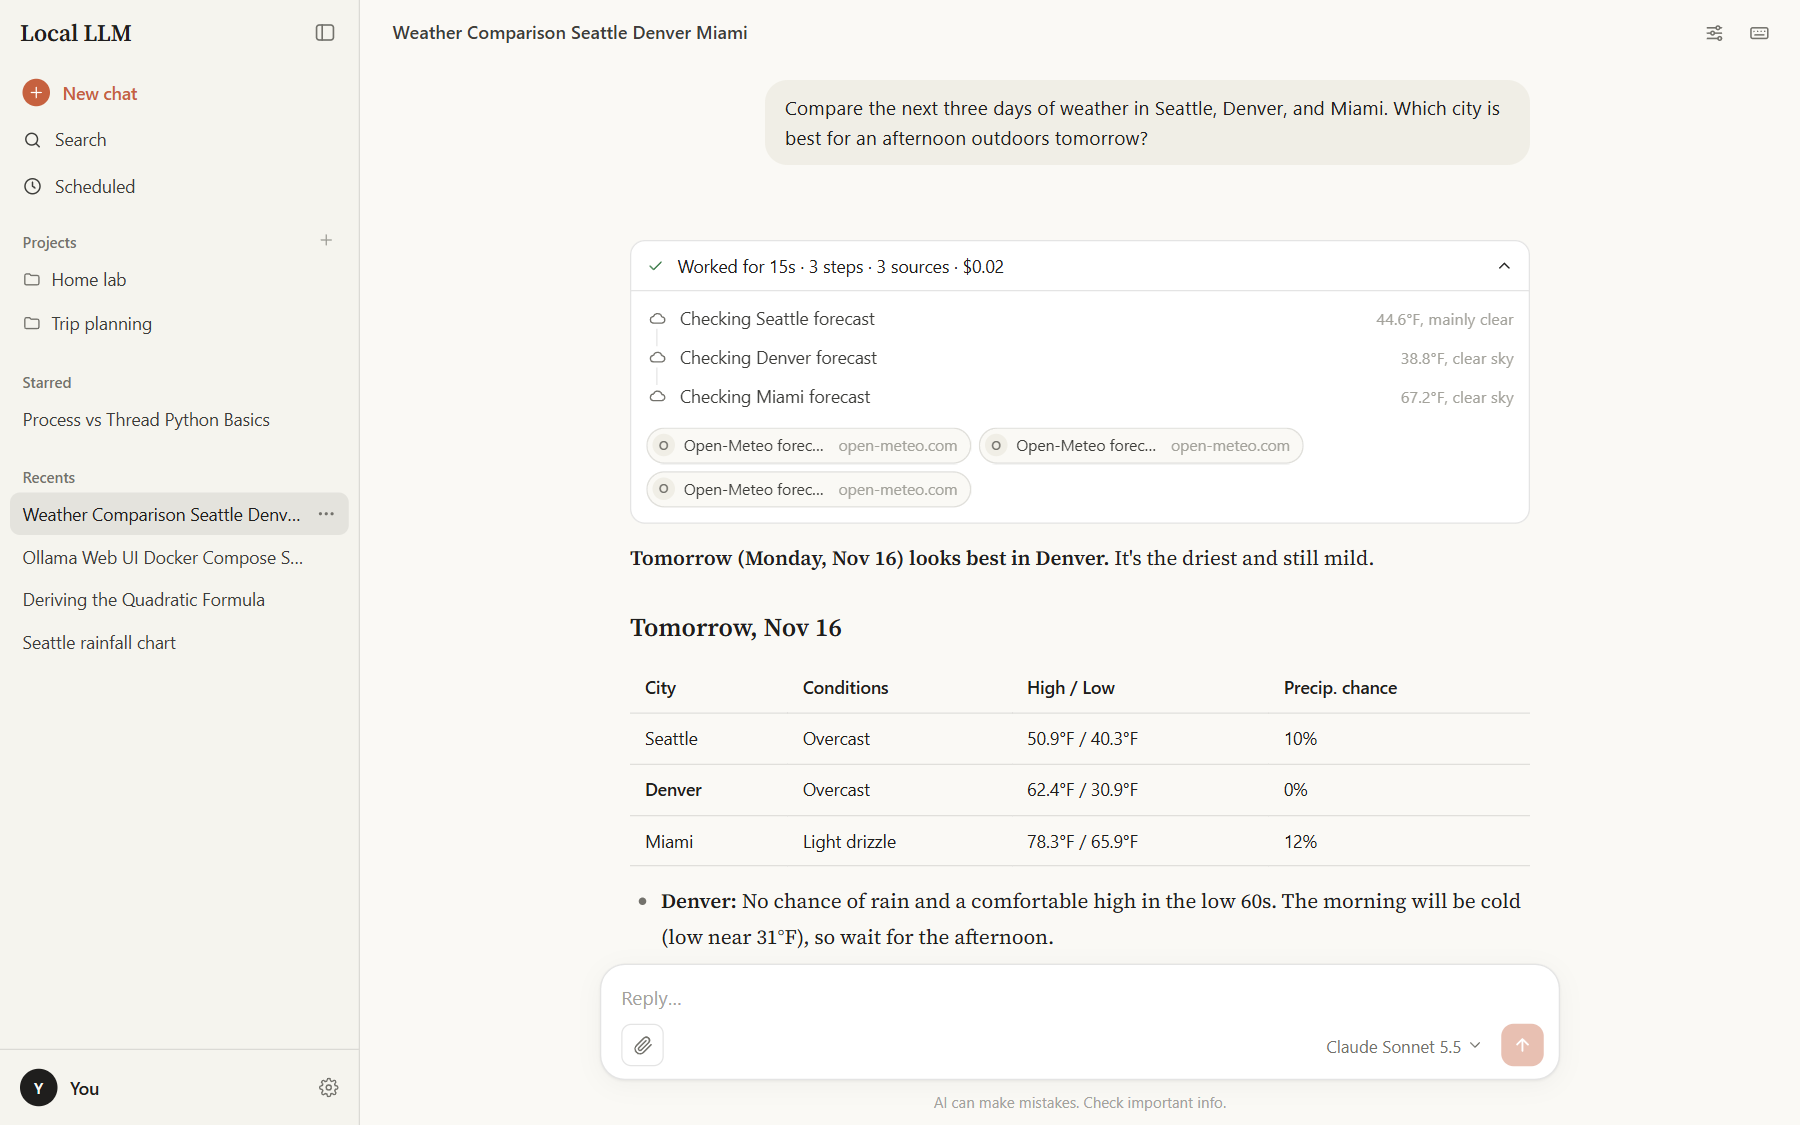 Local LLM
New chat
Search
Scheduled
Projects
Home lab
Trip planning
Starred
Process vs Thread Python Basics
Recents
Weather Comparison Seattle Denv...
Ollama Web UI Docker Compose S...
Deriving the Quadratic Formula
Seattle rainfall chart
Y You
Weather Comparison Seattle Denver Miami
Compare the next three days of weather in Seattle, Denver, and Miami. Which city is
best for an afternoon outdoors tomorrow?
Worked for 15s · 3 steps · 3 sources · $0.02
Checking Seattle forecast 44.6°F, mainly clear
Checking Denver forecast 38.8°F, clear sky
Checking Miami forecast 67.2°F, clear sky
O Open-Meteo forec... open-meteo.com O Open-Meteo forec... open-meteo.com
O Open-Meteo forec... open-meteo.com
Tomorrow (Monday, Nov 16) looks best in Denver. It's the driest and still mild.
Tomorrow, Nov 16
City Conditions High / Low Precip. chance
Seattle Overcast 50.9°F / 40.3°F 10%
Denver Overcast 62.4°F / 30.9°F 0%
Miami Light drizzle 78.3°F / 65.9°F 12%
Denver: No chance of rain and a comfortable high in the low 60s. The morning will be cold
(low near 31°F), so wait for the afternoon.
Reply...
Claude Sonnet 5.5
AI can make mistakes. Check important info.